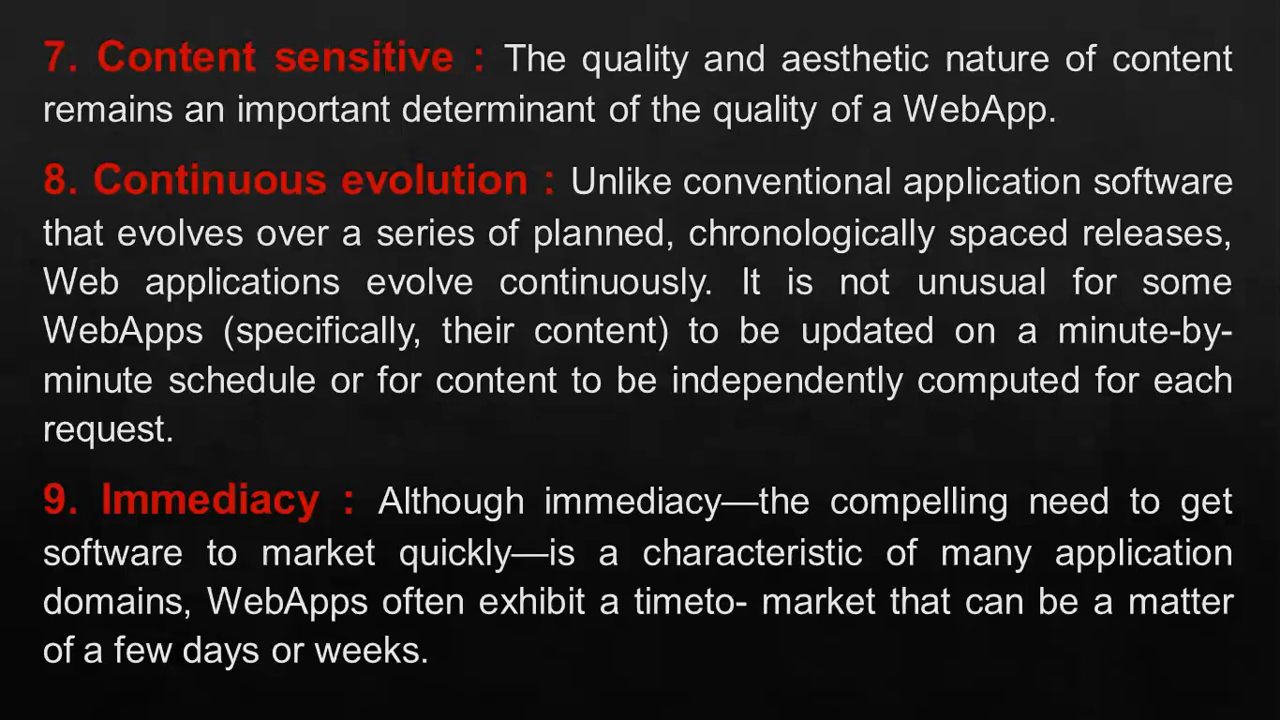 7. Content sensitive : The quality and aesthetic nature of content
remains an important determinant of the quality of a WebApp.
8. Continuous evolution : Unlike conventional application software
that evolves over a series of planned, chronologically spaced releases,
Web applications evolve continuously. It is not unusual for some
WebApps (specifically, their content) to be updated on a minute-by-
minute schedule or for content to be independently computed for each
request.
9. Immediacy : Although immediacy—the compelling need to get
software to market quickly—is a characteristic of many application
domains, WebApps often exhibit a timeto- market that can be a matter
of a few days or weeks.